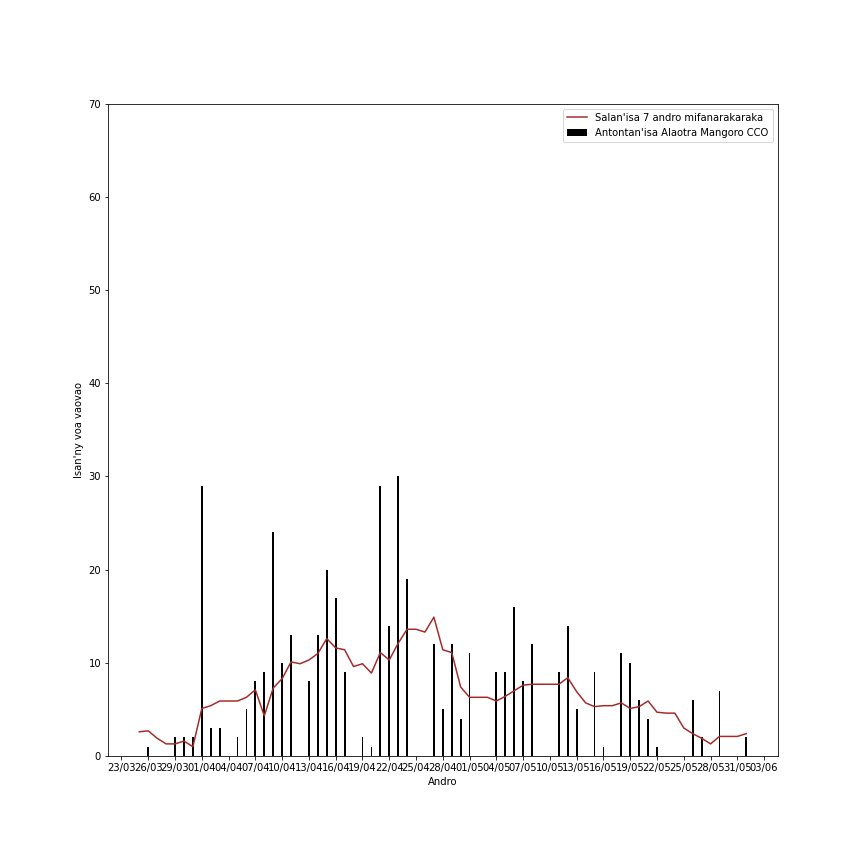 Salan'isa 7 andro mifanarakaraka
Antontan'isa Alaotra Mangoro CCO
70
60
50
40
30
20
10
0
Isan'ny voa vaovao
23/03 26/03 29/03 01/04 04/04 07/04 10/04 13/04 16/04 19/04 22/04 25/04 28/04 01/05 04/05 07/05 10/05 13/05 16/05 19/05 22/05 25/05 28/05 31/05 03/06
Andro